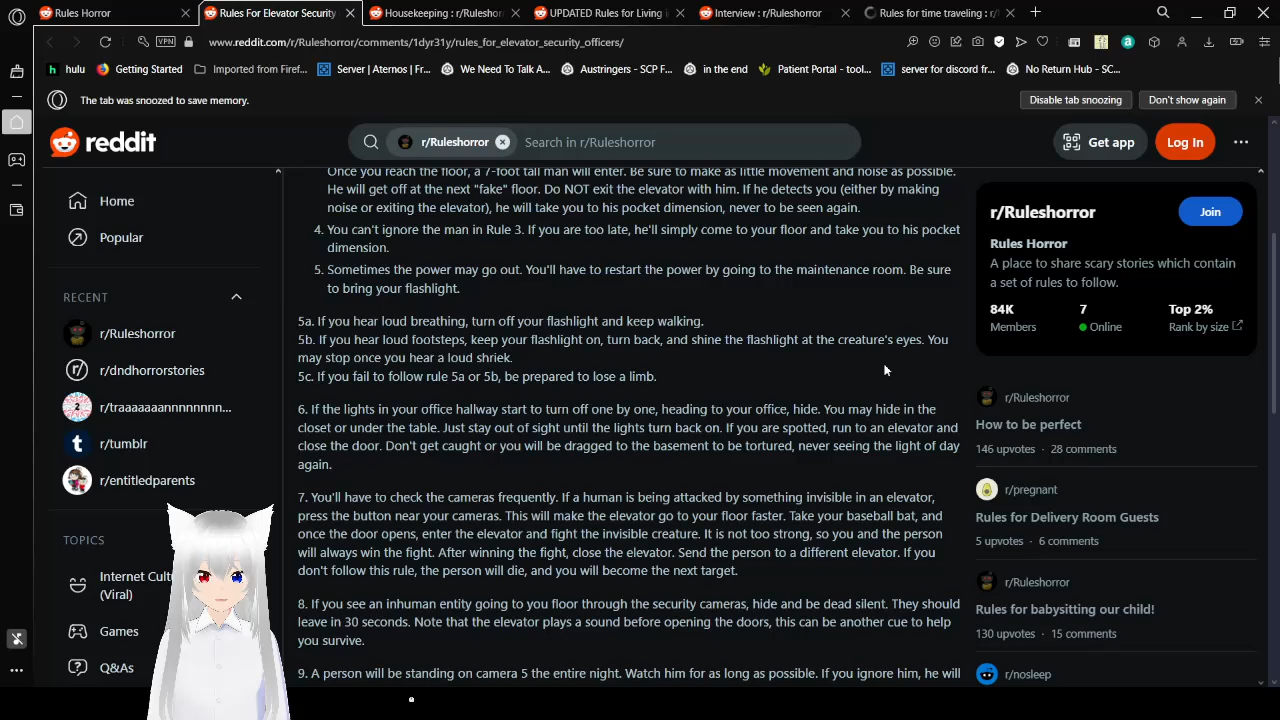 Rules Horror
Rules For Elevator Security
Housekeeping : r/Ruleshorror
UPDATED Rules for Living i
Interview : r/Ruleshorror
Rules for time traveling : r/
VPN
www.reddit.com/r/Ruleshorror/comments/1dyr31y/rules_for_elevator_security_officers/
hulu
Getting Started
Imported from Firef...
Server | Aternos | Fr...
We Need To Talk A...
Austringers - SCP F...
in the end
Patient Portal - tool...
server for discord fr...
No Return Hub - SC...
The tab was snoozed to save memory.
Disable tab snoozing
Don't show again
reddit
r/Ruleshorror
Search in r/Ruleshorror
Get app
Log In
Home
Popular
RECENT
r/Ruleshorror
r/dndhorrorstories
r/traaaaaaannnnnnnn...
r/tumblr
r/entitledparents
TOPICS
Internet Cult
(Viral)
Games
Q&As
Once you reach the floor, a 7-foot tall man will enter. Be sure to make as little movement and noise as possible.
He will get off at the next "fake" floor. Do NOT exit the elevator with him. If he detects you (either by making
noise or exiting the elevator), he will take you to his pocket dimension, never to be seen again.
4. You can't ignore the man in Rule 3. If you are too late, he'll simply come to your floor and take you to his pocket
dimension.
5. Sometimes the power may go out. You'll have to restart the power by going to the maintenance room. Be sure
to bring your flashlight.
5a. If you hear loud breathing, turn off your flashlight and keep walking.
5b. If you hear loud footsteps, keep your flashlight on, turn back, and shine the flashlight at the creature's eyes. You
may stop once you hear a loud shriek.
5c. If you fail to follow rule 5a or 5b, be prepared to lose a limb.
6. If the lights in your office hallway start to turn off one by one, heading to your office, hide. You may hide in the
closet or under the table. Just stay out of sight until the lights turn back on. If you are spotted, run to an elevator and
close the door. Don't get caught or you will be dragged to the basement to be tortured, never seeing the light of day
again.
7. You'll have to check the cameras frequently. If a human is being attacked by something invisible in an elevator,
press the button near your cameras. This will make the elevator go to your floor faster. Take your baseball bat, and
once the door opens, enter the elevator and fight the invisible creature. It is not too strong, so you and the person
will always win the fight. After winning the fight, close the elevator. Send the person to a different elevator. If you
don't follow this rule, the person will die, and you will become the next target.
8. If you see an inhuman entity going to you floor through the security cameras, hide and be dead silent. They should
leave in 30 seconds. Note that the elevator plays a sound before opening the doors, this can be another cue to help
you survive.
9. A person will be standing on camera 5 the entire night. Watch him for as long as possible. If you ignore him, he will
r/Ruleshorror
Join
Rules Horror
A place to share scary stories which contain
a set of rules to follow.
84K
7
Top 2%
Members
Online
Rank by size
r/Ruleshorror
How to be perfect
146 upvotes · 28 comments
r/pregnant
Rules for Delivery Room Guests
5 upvotes · 6 comments
r/Ruleshorror
Rules for babysitting our child!
130 upvotes · 15 comments
r/nosleep